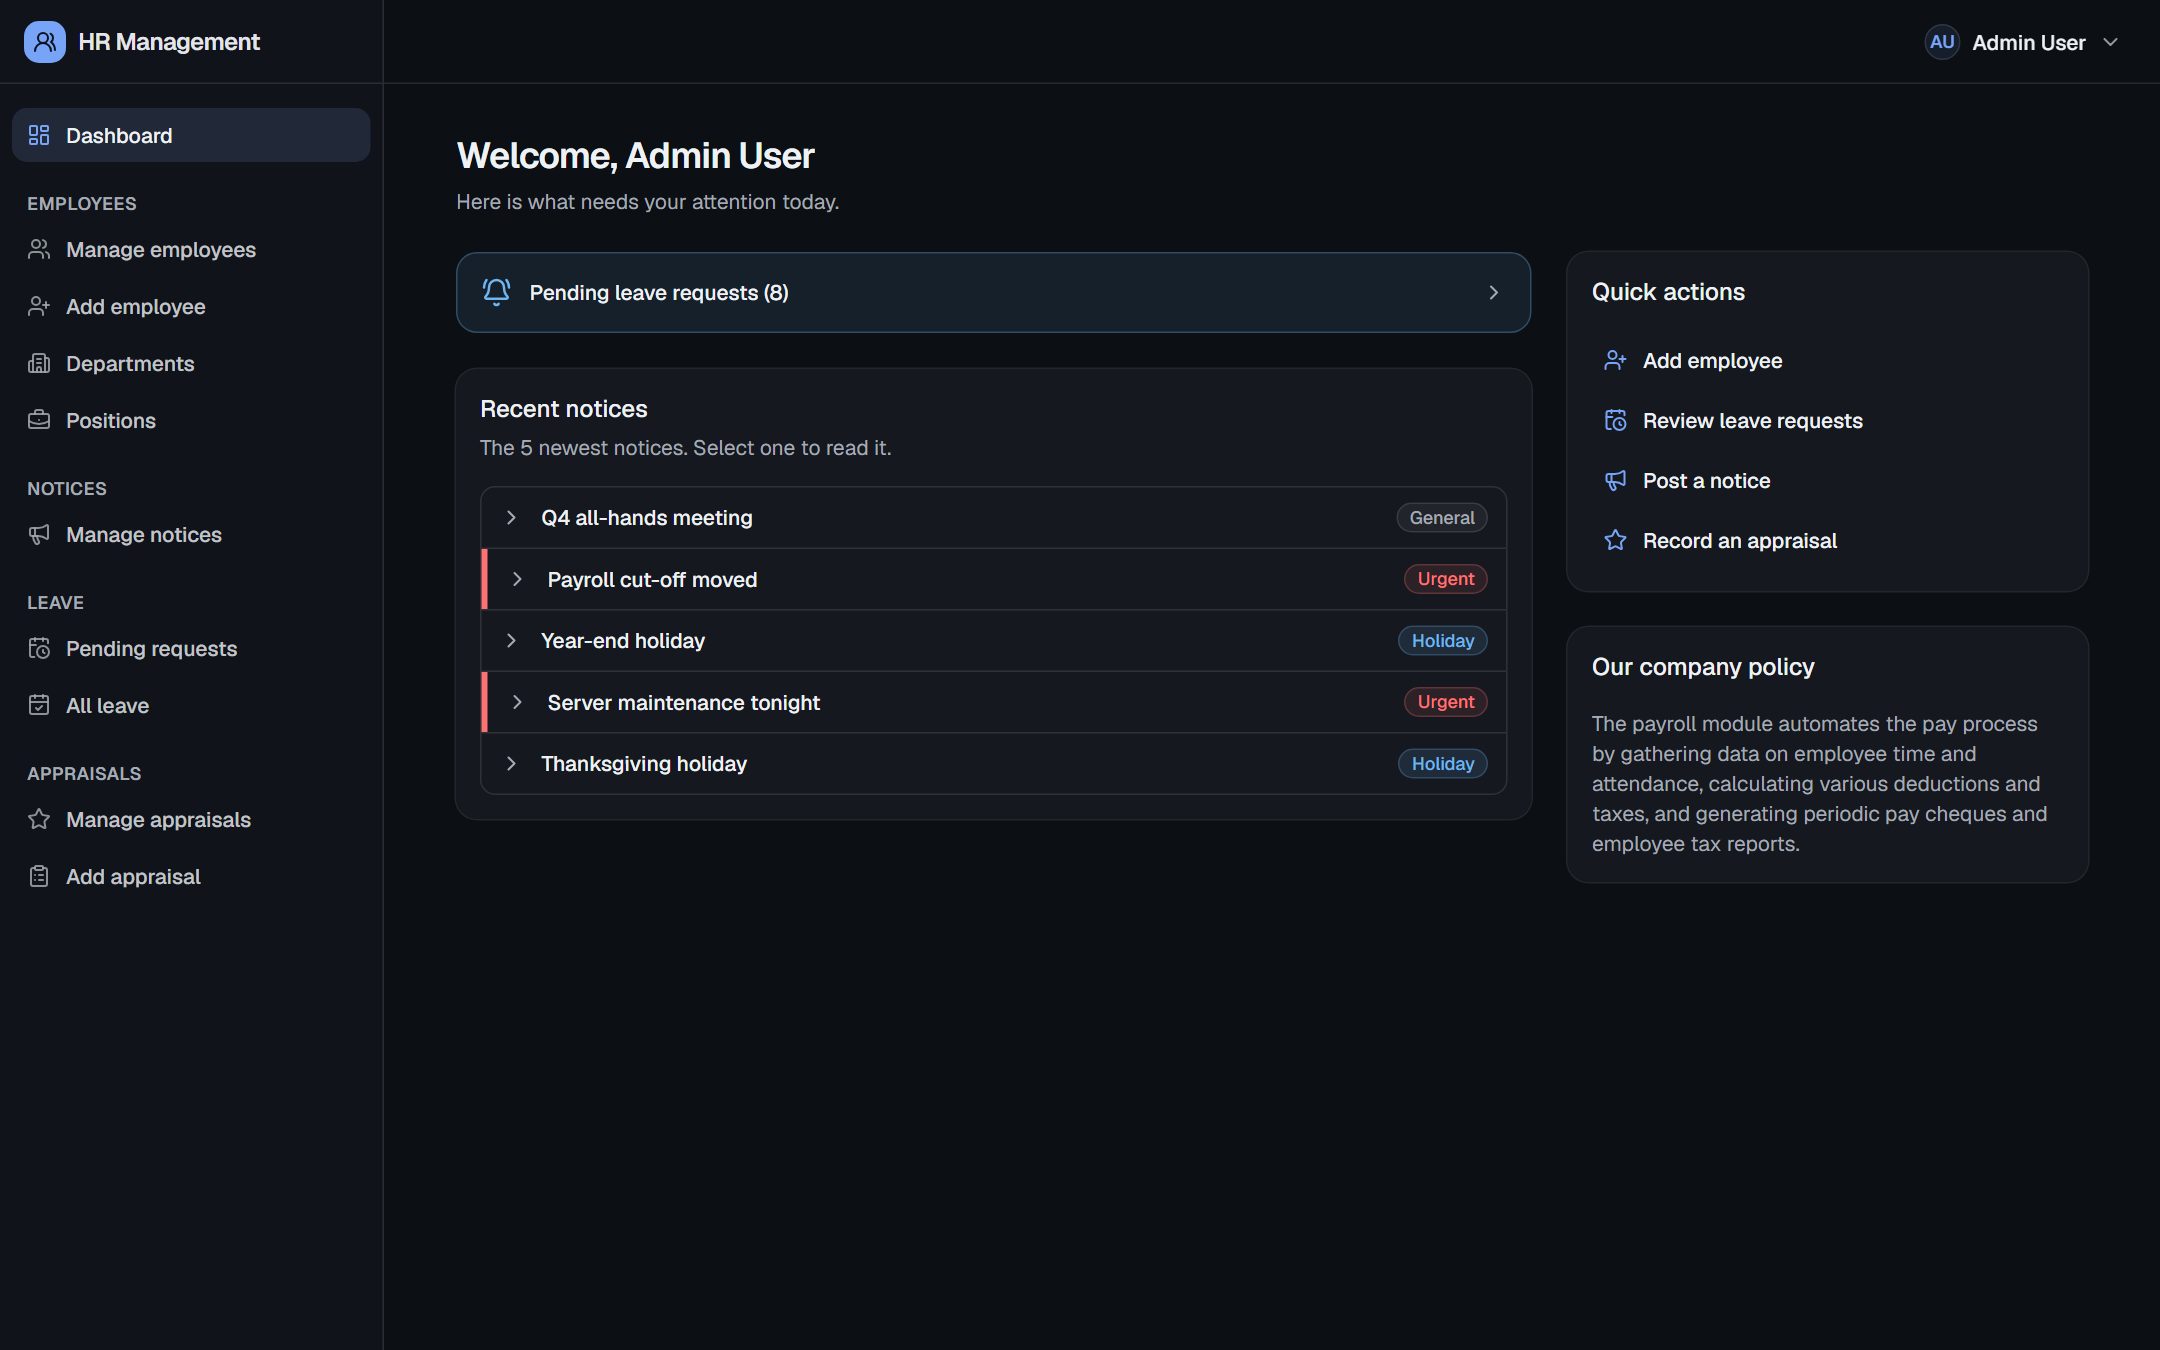 HR Management
AU Admin User
Dashboard
EMPLOYEES
Manage employees
Add employee
Departments
Positions
NOTICES
Manage notices
LEAVE
Pending requests
All leave
APPRAISALS
Manage appraisals
Add appraisal
Welcome, Admin User
Here is what needs your attention today.
Pending leave requests (8)
Recent notices
The 5 newest notices. Select one to read it.
Q4 all-hands meeting General
Payroll cut-off moved Urgent
Year-end holiday Holiday
Server maintenance tonight Urgent
Thanksgiving holiday Holiday
Quick actions
Add employee
Review leave requests
Post a notice
Record an appraisal
Our company policy
The payroll module automates the pay process
by gathering data on employee time and
attendance, calculating various deductions and
taxes, and generating periodic pay cheques and
employee tax reports.